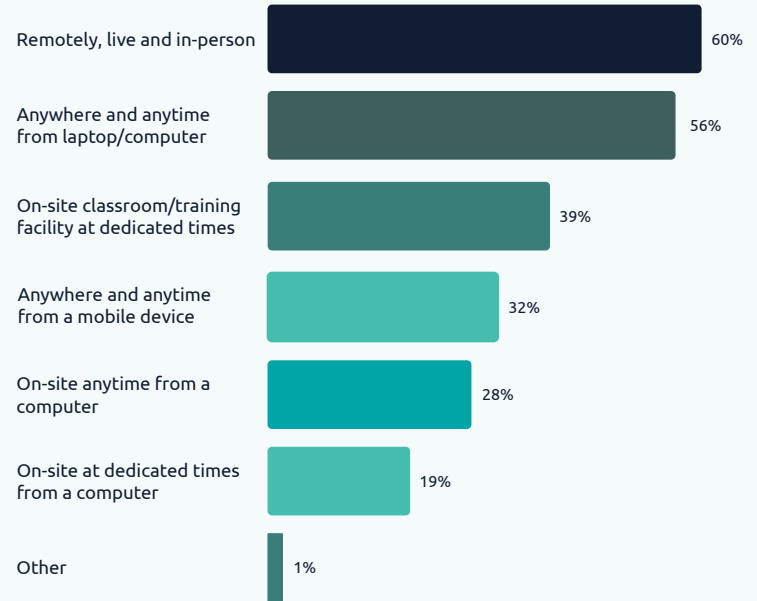 Remotely, live and in-person
60%
Anywhere and anytime
from laptop/computer
56%
On-site classroom/training
facility at dedicated times
39%
Anywhere and anytime
from a mobile device
32%
On-site anytime from a
computer
28%
On-site at dedicated times
from a computer
19%
Other
1%